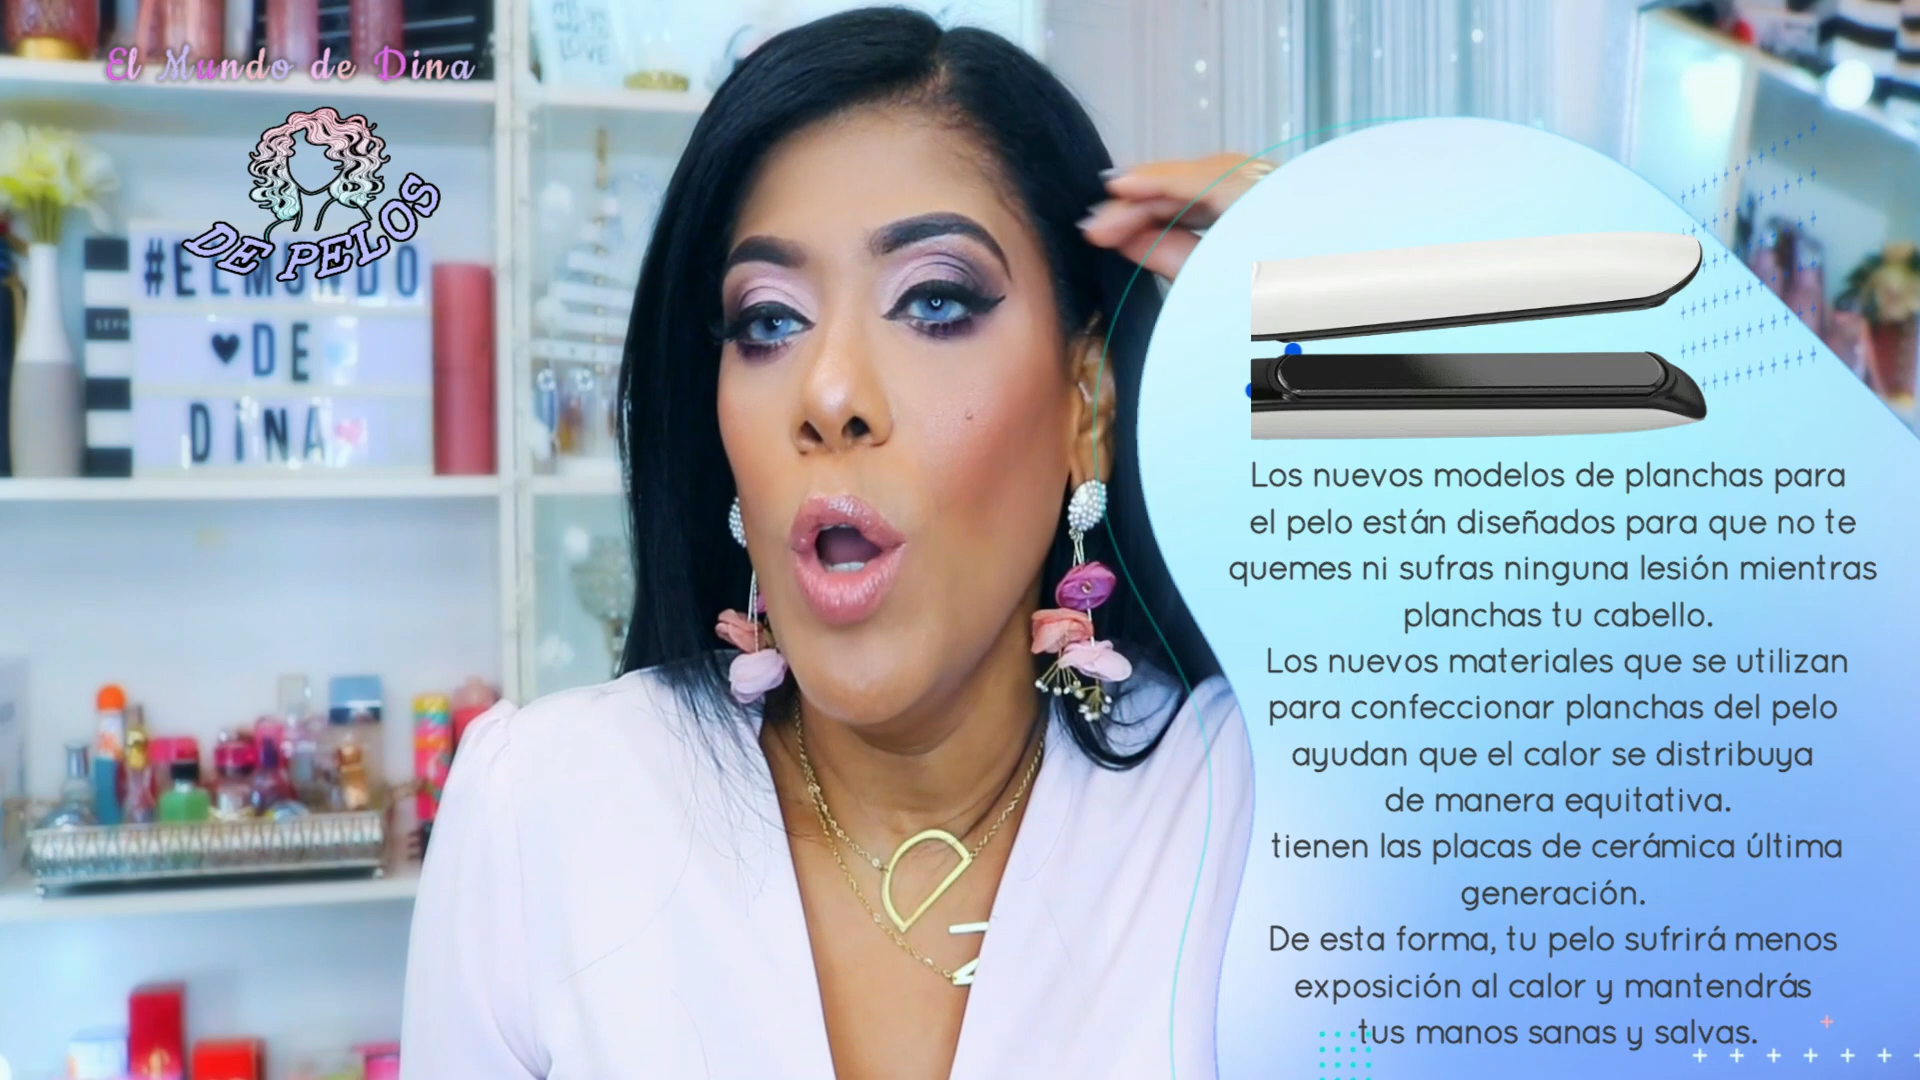 El Mundo de Dina
DE PELOS
#ELMUNDO
♥DE
DiNA
LOVE
Los nuevos modelos de planchas para
el pelo están diseñados para que no te
quemes ni sufras ninguna lesión mientras
planchas tu cabello.
Los nuevos materiales que se utilizan
para confeccionar planchas del pelo
ayudan que el calor se distribuya
de manera equitativa.
tienen las placas de cerámica última
generación.
De esta forma, tu pelo sufrirá menos
exposición al calor y mantendrás
tus manos sanas y salvas.
D